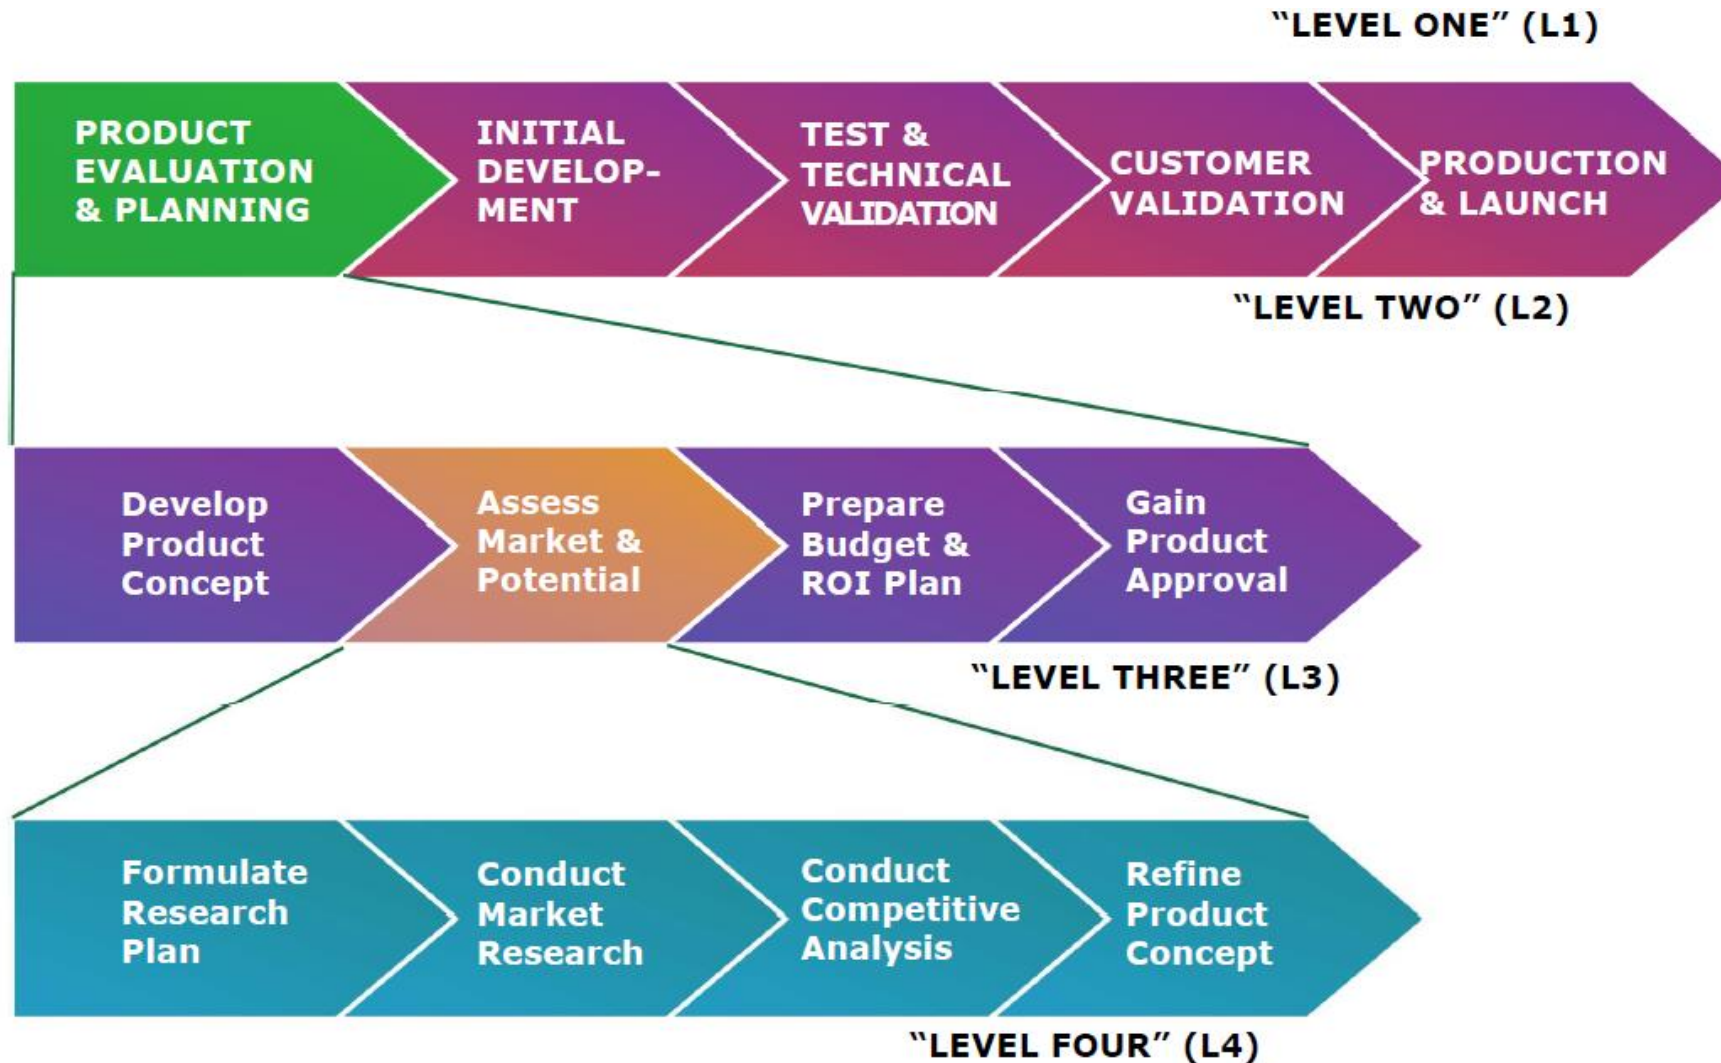 “LEVEL ONE” (L1)
PRODUCT
EVALUATION
& PLANNING
INITIAL
DEVELOP-
MENT
TEST &
TECHNICAL
VALIDATION
CUSTOMER
VALIDATION
PRODUCTION
& LAUNCH
“LEVEL TWO” (L2)
Develop
Product
Concept
Assess
Market &
Potential
Prepare
Budget &
ROI Plan
Gain
Product
Approval
“LEVEL THREE” (L3)
Formulate
Research
Plan
Conduct
Market
Research
Conduct
Competitive
Analysis
Refine
Product
Concept
“LEVEL FOUR” (L4)